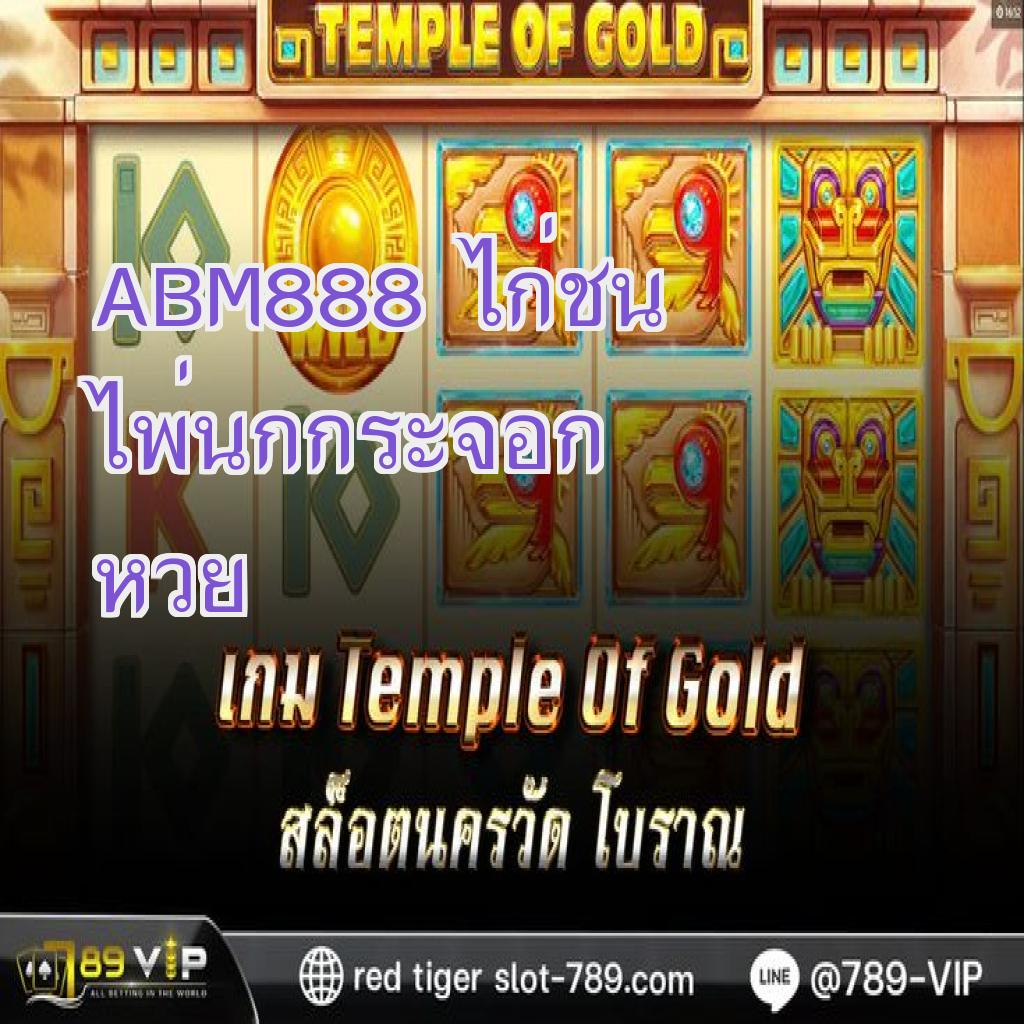 TEMPLE OF GOLD
WILD
ABM888 ไก่ชน
ไพ่นกกระจอก
หวย
K
เกม Temple Of Gold
สล็อตนครวัด โบราณ
789 VIP
ALL BETTING IN THE WORLD
red tiger slot-789.com
LINE @789-VIP